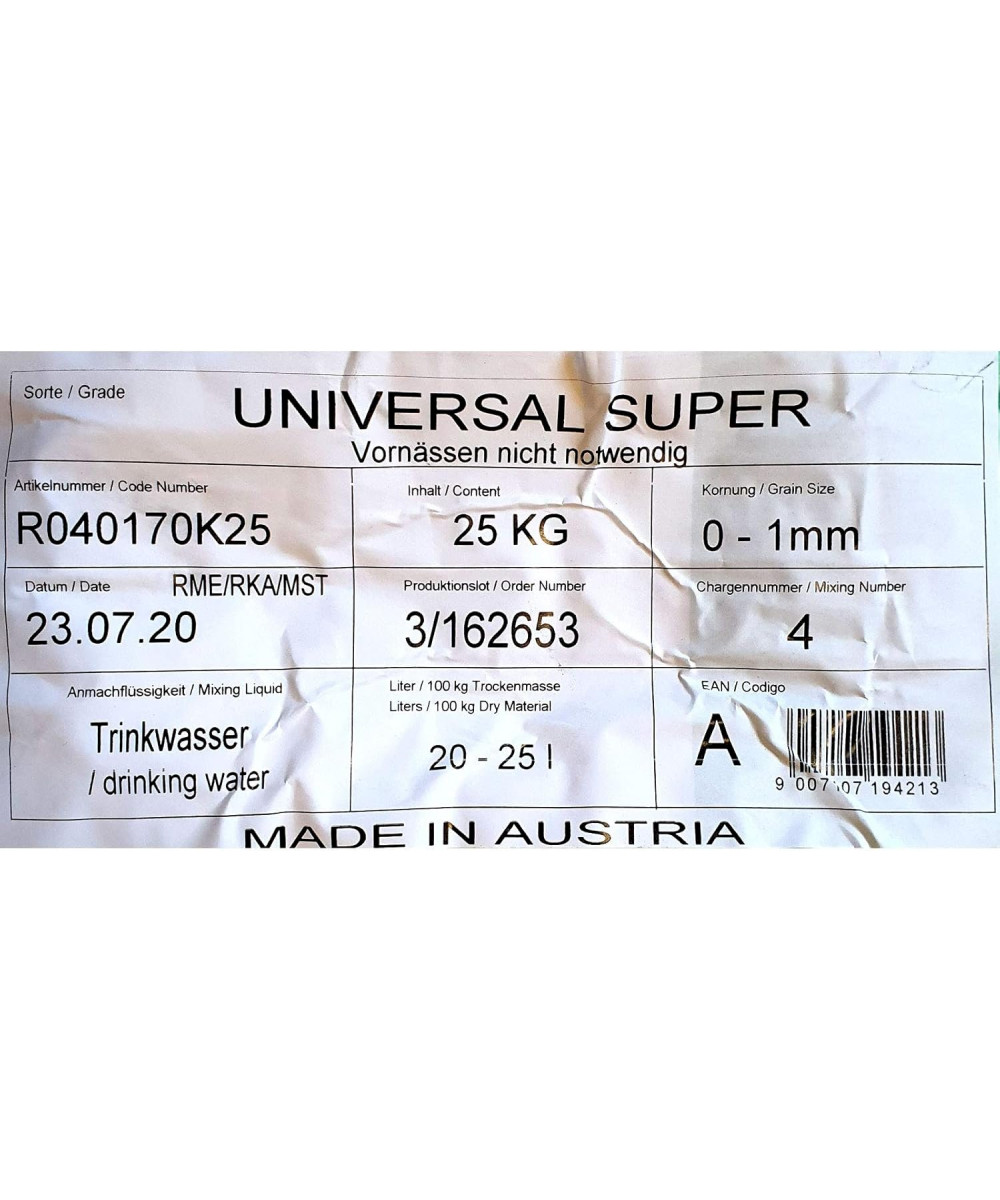 Sorte / Grade
UNIVERSAL SUPER
Vornässen nicht notwendig
Artikelnummer / Code Number
R040170K25
Inhalt / Content
25 KG
Kornung / Grain Size
0 - 1mm
Datum / Date RME/RKA/MST
23.07.20
Produktionslot / Order Number
3/162653
Chargennummer / Mixing Number
4
Anmachflüssigkeit / Mixing Liquid
Trinkwasser
/ drinking water
Liter / 100 kg Trockenmasse
Liters / 100 kg Dry Material
20 - 25 l
EAN / Codigo
A
9 007707 194213
MADE IN AUSTRIA